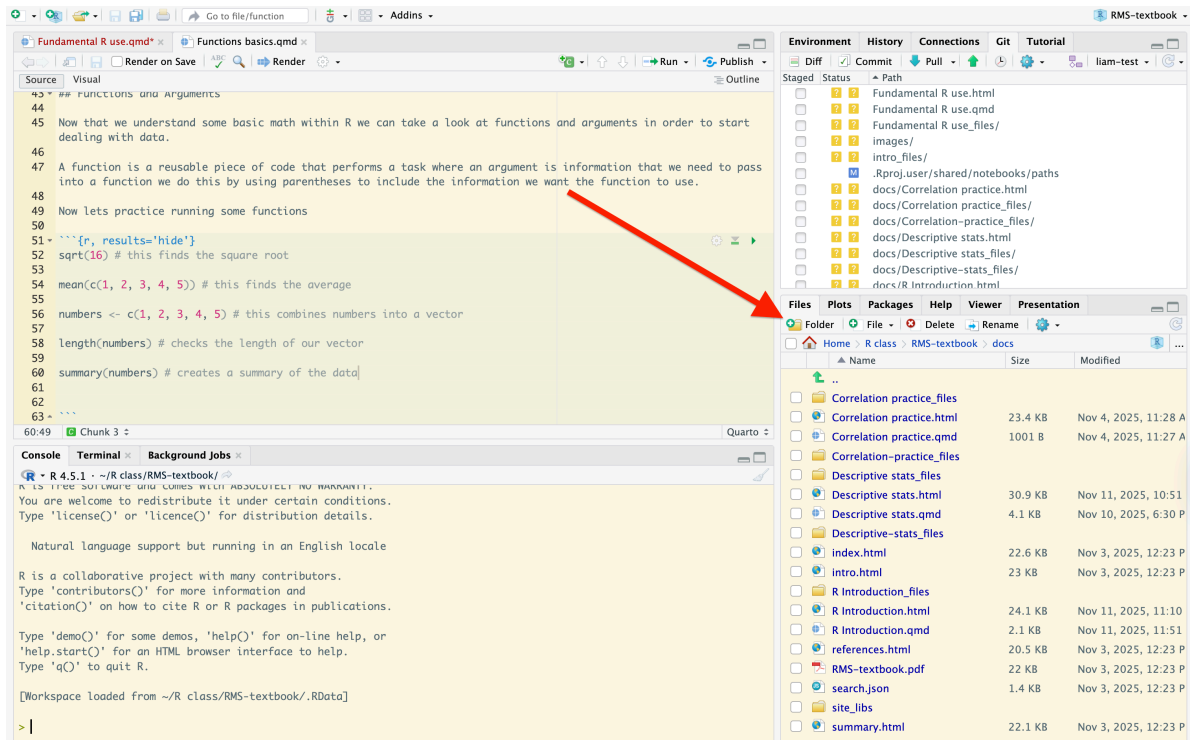 Go to file/function
Addins
RMS-textbook
Fundamental R use.qmd*
Functions basics.qmd
Render on Save
ABC
Render
Run
Publish
Source
Visual
Outline
43 ## Functions and Arguments
44
45 Now that we understand some basic math within R we can take a look at functions and arguments in order to start
dealing with data.
46
47 A function is a reusable piece of code that performs a task where an argument is information that we need to pass
into a function we do this by using parentheses to include the information we want the function to use.
48
49 Now lets practice running some functions
50
51 ```{r, results='hide'}
52 sqrt(16) # this finds the square root
53
54 mean(c(1, 2, 3, 4, 5)) # this finds the average
55
56 numbers <- c(1, 2, 3, 4, 5) # this combines numbers into a vector
57
58 length(numbers) # checks the length of our vector
59
60 summary(numbers) # creates a summary of the data
61
62
63 ```
60:49
C Chunk 3
Quarto
Console
Terminal
Background Jobs
R 4.5.1 · ~/R class/RMS-textbook/
R is free software and comes with ABSOLUTELY NO WARRANTY.
You are welcome to redistribute it under certain conditions.
Type 'license()' or 'licence()' for distribution details.
Natural language support but running in an English locale
R is a collaborative project with many contributors.
Type 'contributors()' for more information and
'citation()' on how to cite R or R packages in publications.
Type 'demo()' for some demos, 'help()' for on-line help, or
'help.start()' for an HTML browser interface to help.
Type 'q()' to quit R.
[Workspace loaded from ~/R class/RMS-textbook/.RData]
>
Environment
History
Connections
Git
Tutorial
Diff
Commit
Pull
liam-test
Staged Status Path
? ? Fundamental R use.html
? ? Fundamental R use.qmd
? ? Fundamental R use_files/
? ? images/
? ? intro_files/
M .Rproj.user/shared/notebooks/paths
? ? docs/Correlation practice.html
? ? docs/Correlation practice_files/
? ? docs/Correlation-practice_files/
? ? docs/Descriptive stats.html
? ? docs/Descriptive stats_files/
? ? docs/Descriptive-stats_files/
? ? docs/R Introduction.html
Files
Plots
Packages
Help
Viewer
Presentation
Folder
File
Delete
Rename
Home > R class > RMS-textbook > docs
...
Name Size Modified
..
Correlation practice_files
Correlation practice.html 23.4 KB Nov 4, 2025, 11:28 A
Correlation practice.qmd 1001 B Nov 4, 2025, 11:27 A
Correlation-practice_files
Descriptive stats_files
Descriptive stats.html 30.9 KB Nov 11, 2025, 10:51
Descriptive stats.qmd 4.1 KB Nov 10, 2025, 6:30 P
Descriptive-stats_files
index.html 22.6 KB Nov 3, 2025, 12:23 P
intro.html 23 KB Nov 3, 2025, 12:23 P
R Introduction_files
R Introduction.html 24.1 KB Nov 11, 2025, 11:10
R Introduction.qmd 2.1 KB Nov 11, 2025, 11:51
references.html 20.5 KB Nov 3, 2025, 12:23 P
RMS-textbook.pdf 22 KB Nov 3, 2025, 12:23 P
search.json 1.4 KB Nov 3, 2025, 12:23 P
site_libs
summary.html 22.1 KB Nov 3, 2025, 12:23 P